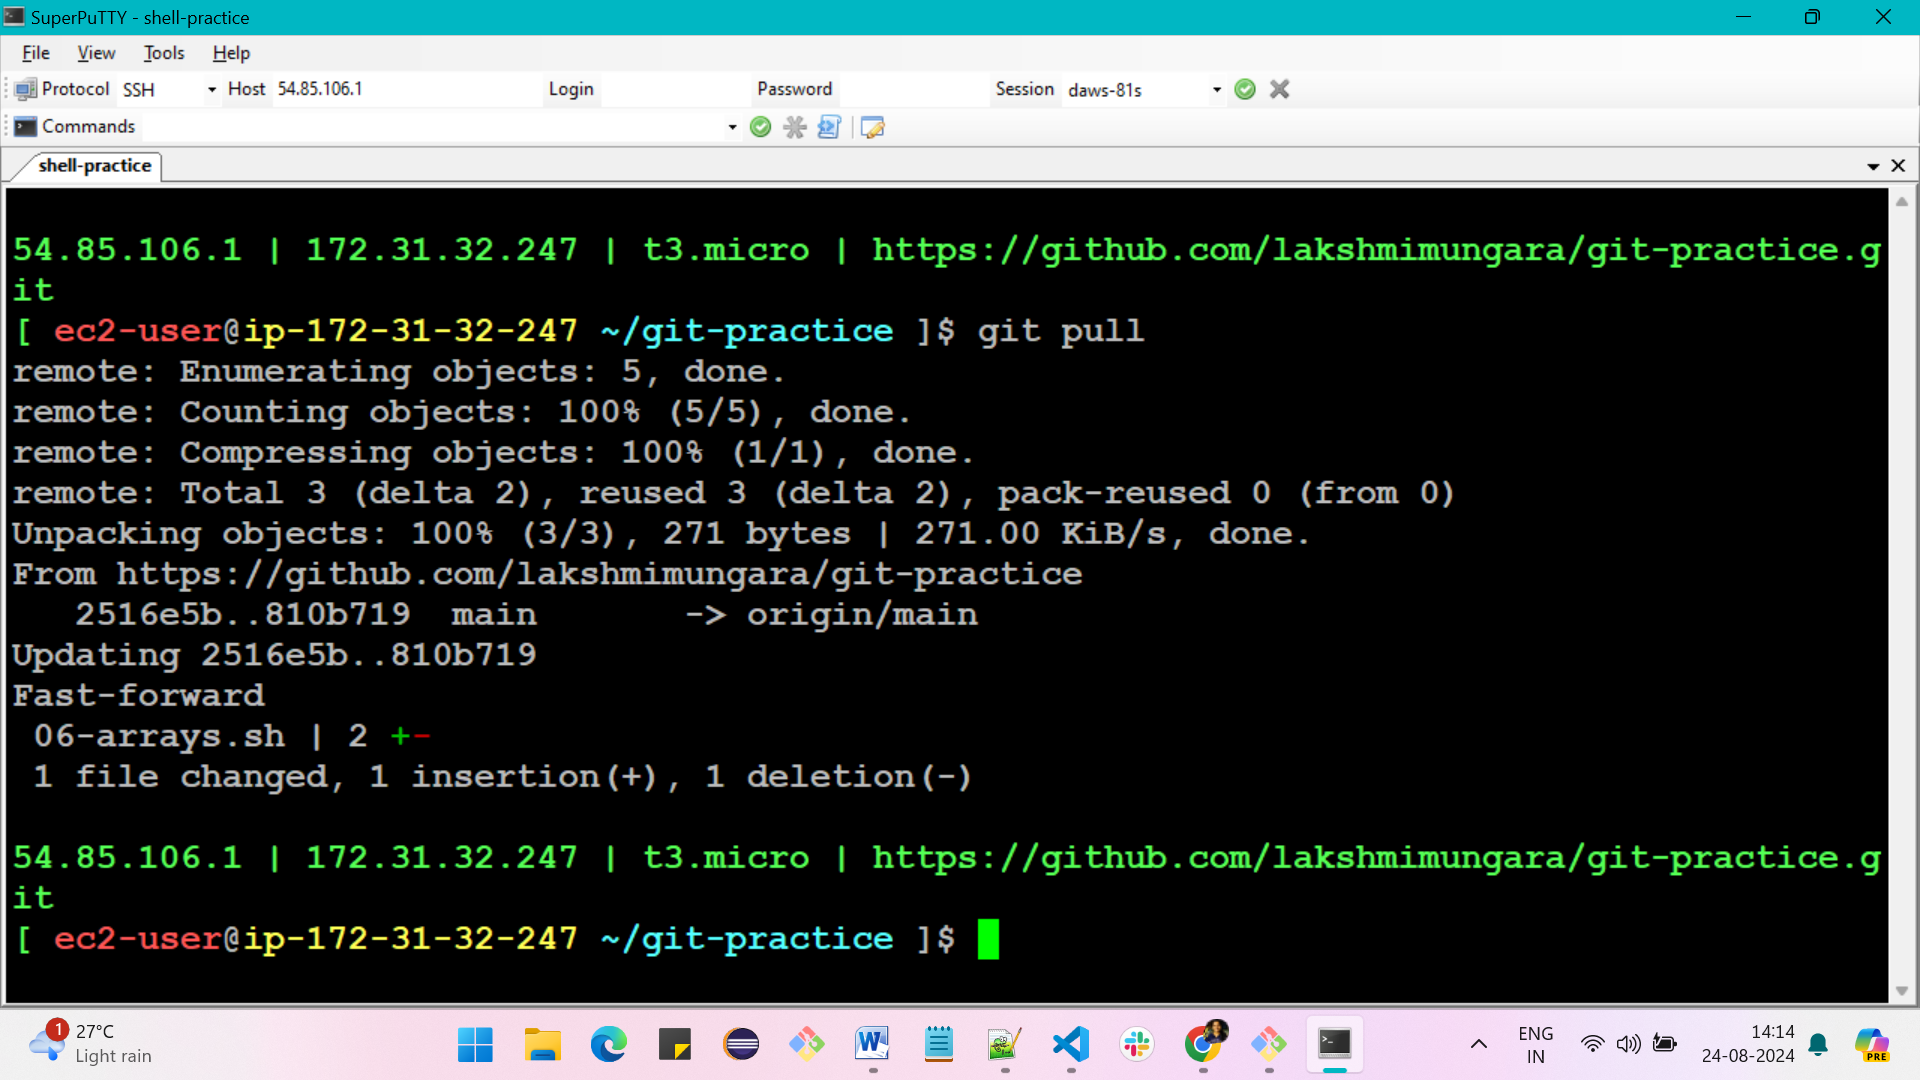 SuperPuTTY - shell-practice
File View Tools Help
Protocol SSH Host 54.85.106.1 Login Password Session daws-81s
Commands
shell-practice
54.85.106.1 | 172.31.32.247 | t3.micro | https://github.com/lakshmimungara/git-practice.g
it
[ ec2-user@ip-172-31-32-247 ~/git-practice ]$ git pull
remote: Enumerating objects: 5, done.
remote: Counting objects: 100% (5/5), done.
remote: Compressing objects: 100% (1/1), done.
remote: Total 3 (delta 2), reused 3 (delta 2), pack-reused 0 (from 0)
Unpacking objects: 100% (3/3), 271 bytes | 271.00 KiB/s, done.
From https://github.com/lakshmimungara/git-practice
   2516e5b..810b719  main       -> origin/main
Updating 2516e5b..810b719
Fast-forward
 06-arrays.sh | 2 +-
 1 file changed, 1 insertion(+), 1 deletion(-)
54.85.106.1 | 172.31.32.247 | t3.micro | https://github.com/lakshmimungara/git-practice.g
it
[ ec2-user@ip-172-31-32-247 ~/git-practice ]$
1 27°C
Light rain
ENG
IN
14:14
24-08-2024
PRE